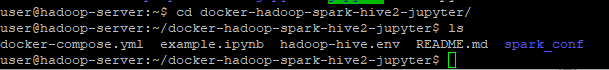 user@hadoop-server:~$ cd docker-hadoop-spark-hive2-jupyter/
user@hadoop-server:~/docker-hadoop-spark-hive2-jupyter$ ls
docker-compose.yml  example.ipynb  hadoop-hive.env  README.md  spark_conf
user@hadoop-server:~/docker-hadoop-spark-hive2-jupyter$